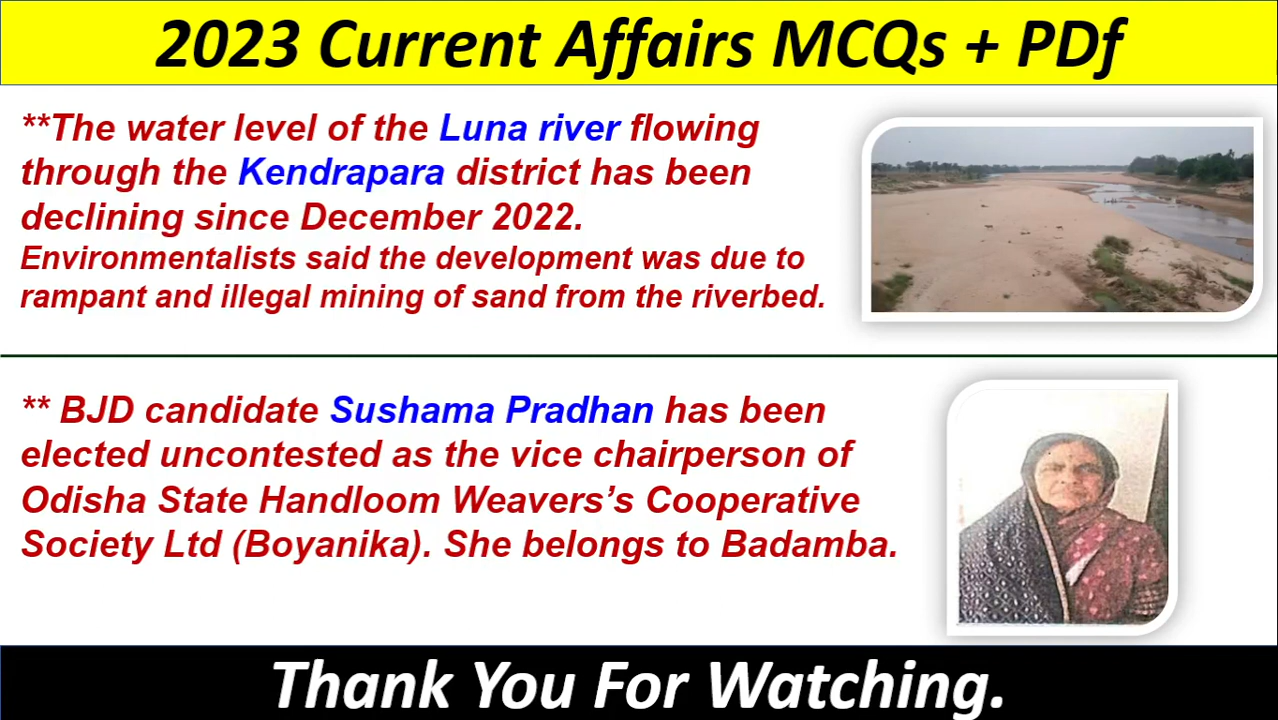 2023 Current Affairs MCQs + PDf
**The water level of the Luna river flowing
through the Kendrapara district has been
declining since December 2022.
Environmentalists said the development was due to
rampant and illegal mining of sand from the riverbed.
** BJD candidate Sushama Pradhan has been
elected uncontested as the vice chairperson of
Odisha State Handloom Weavers’s Cooperative
Society Ltd (Boyanika). She belongs to Badamba.
Thank You For Watching.